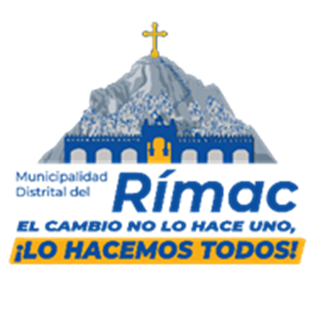 Municipalidad
Distrital del
Rímac
EL CAMBIO NO LO HACE UNO,
¡LO HACEMOS TODOS!